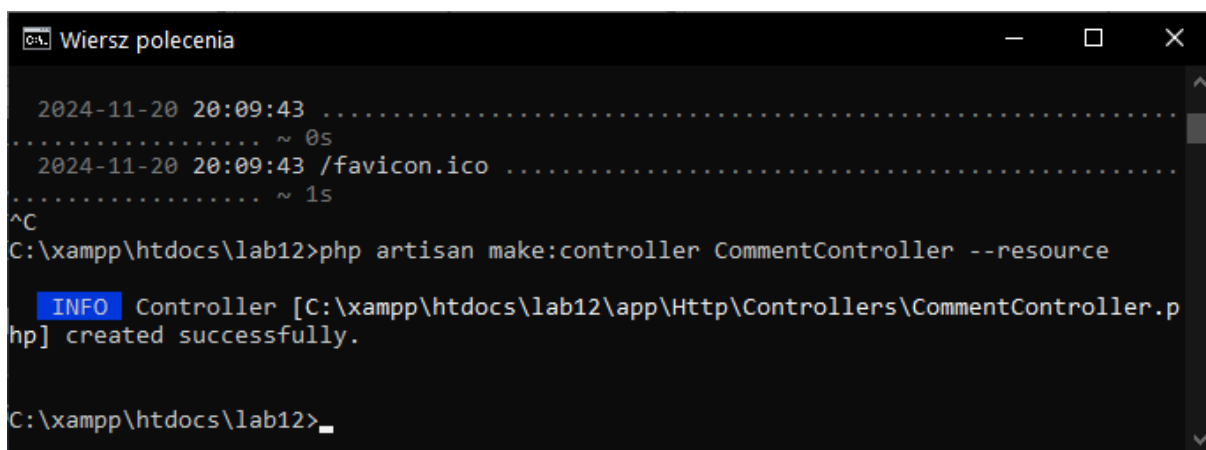 Wiersz polecenia
2024-11-20 20:09:43 ............................................................
.................. ~ 0s
2024-11-20 20:09:43 /favicon.ico ...............................................
.................. ~ 1s
^C
C:\xampp\htdocs\lab12>php artisan make:controller CommentController --resource
INFO Controller [C:\xampp\htdocs\lab12\app\Http\Controllers\CommentController.p
hp] created successfully.
C:\xampp\htdocs\lab12>